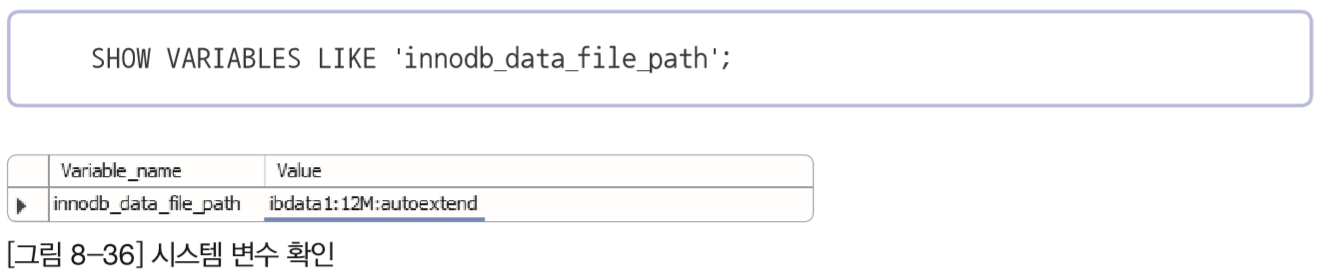 SHOW VARIABLES LIKE 'innodb_data_file_path';
Variable_name Value
innodb_data_file_path ibdata1:12M:autoextend
[그림 8-36] 시스템 변수 확인